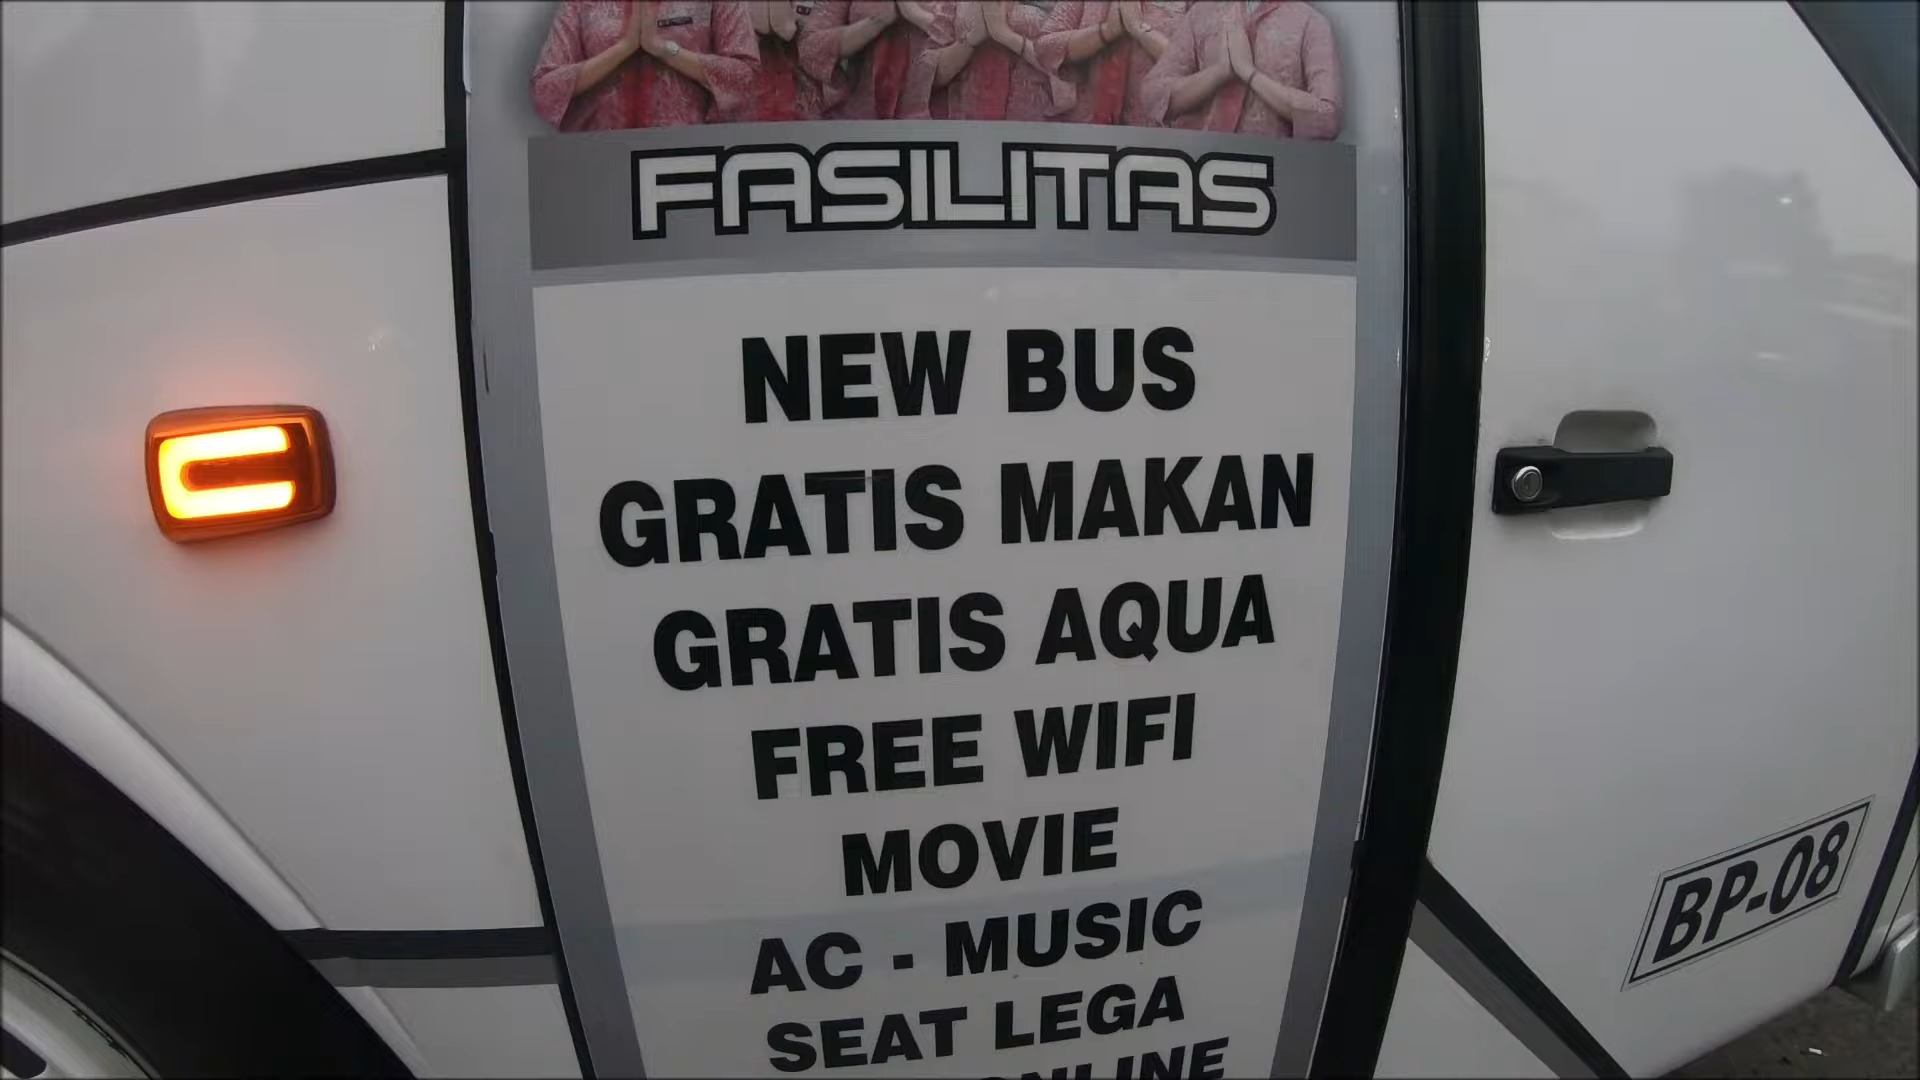 FASILITAS
NEW BUS
GRATIS MAKAN
GRATIS AQUA
FREE WIFI
MOVIE
AC - MUSIC
SEAT LEGA
BP-08